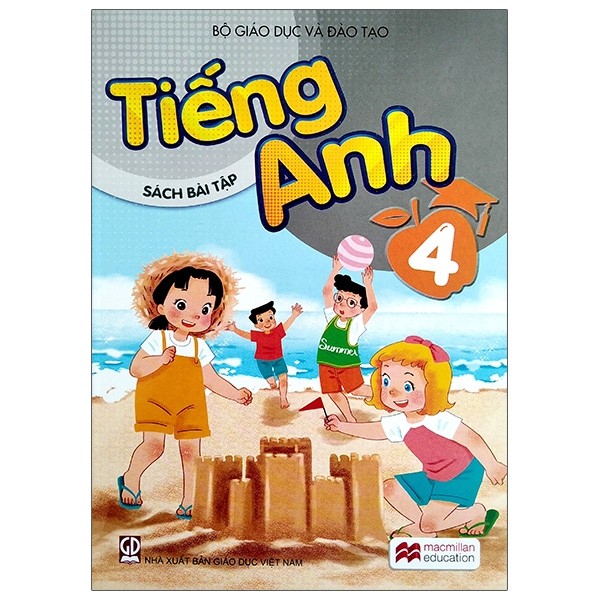 BỘ GIÁO DỤC VÀ ĐÀO TẠO
Tiếng
Anh
SÁCH BÀI TẬP
4
Summer
GD
NHÀ XUẤT BẢN GIÁO DỤC VIỆT NAM
macmillan
education